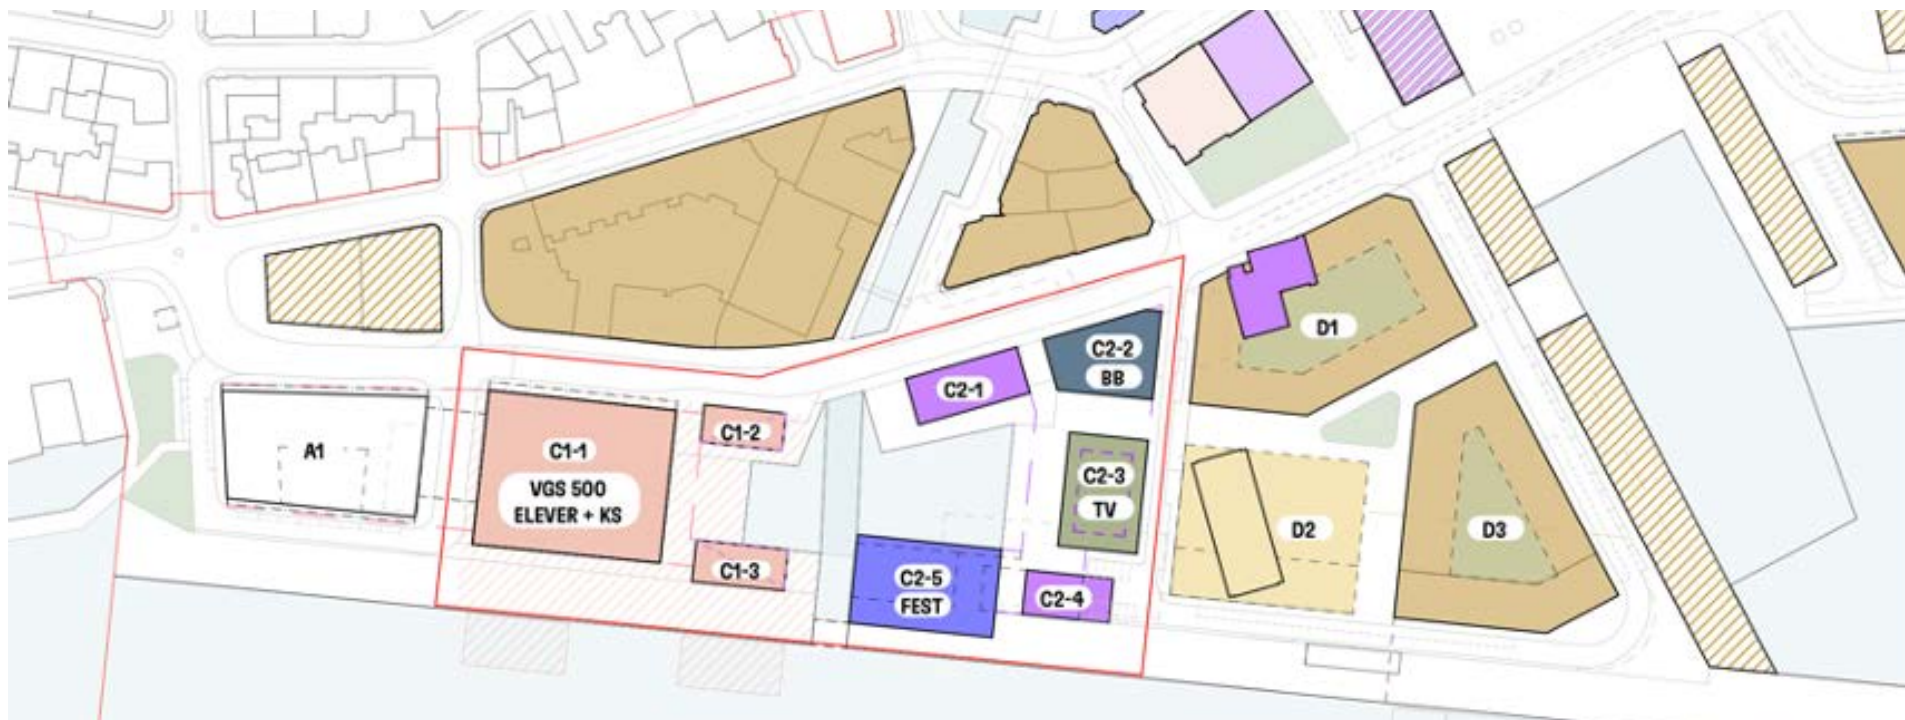 A1
C1-1
VGS 500
ELEVER + KS
C1-2
C1-3
C2-1
C2-2
BB
C2-3
TV
C2-4
C2-5
FEST
D1
D2
D3